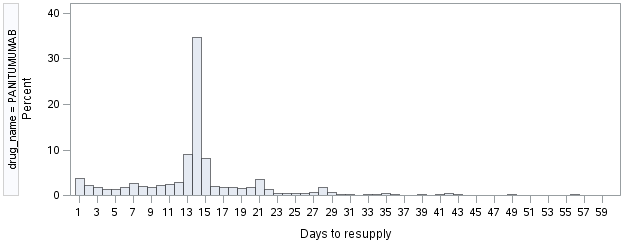 drug_name = PANITUMUMAB
Percent
40
30
20
10
0
1 3 5 7 9 11 13 15 17 19 21 23 25 27 29 31 33 35 37 39 41 43 45 47 49 51 53 55 57 59
Days to resupply